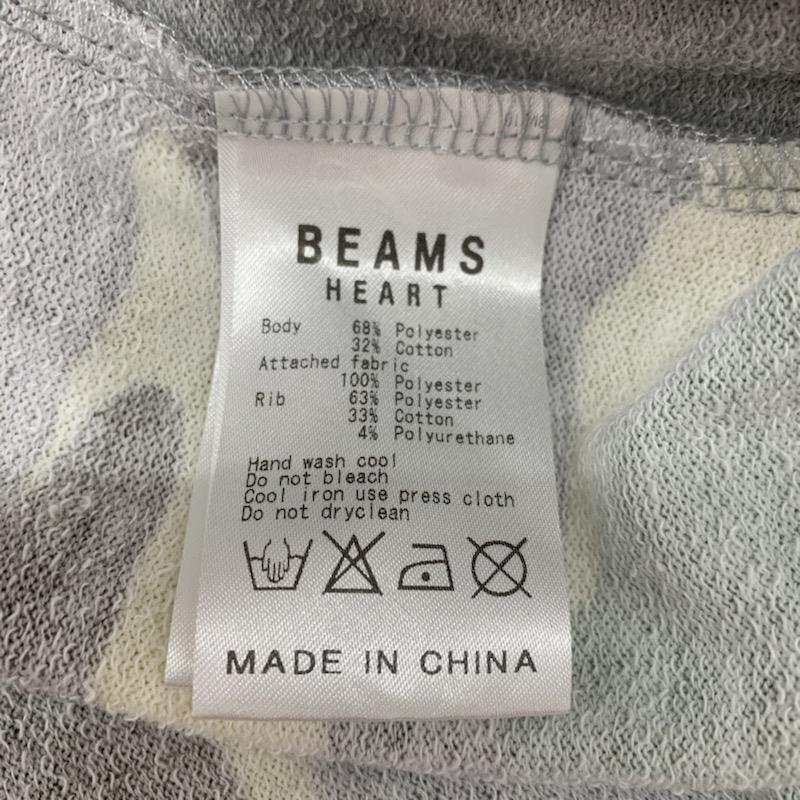 BEAMS
HEART
Body 68% Polyester
32% Cotton
Attached fabric
100% Polyester
Rib 63% Polyester
33% Cotton
4% Polyurethane
Hand wash cool
Do not bleach
Cool iron use press cloth
Do not dryclean
MADE IN CHINA